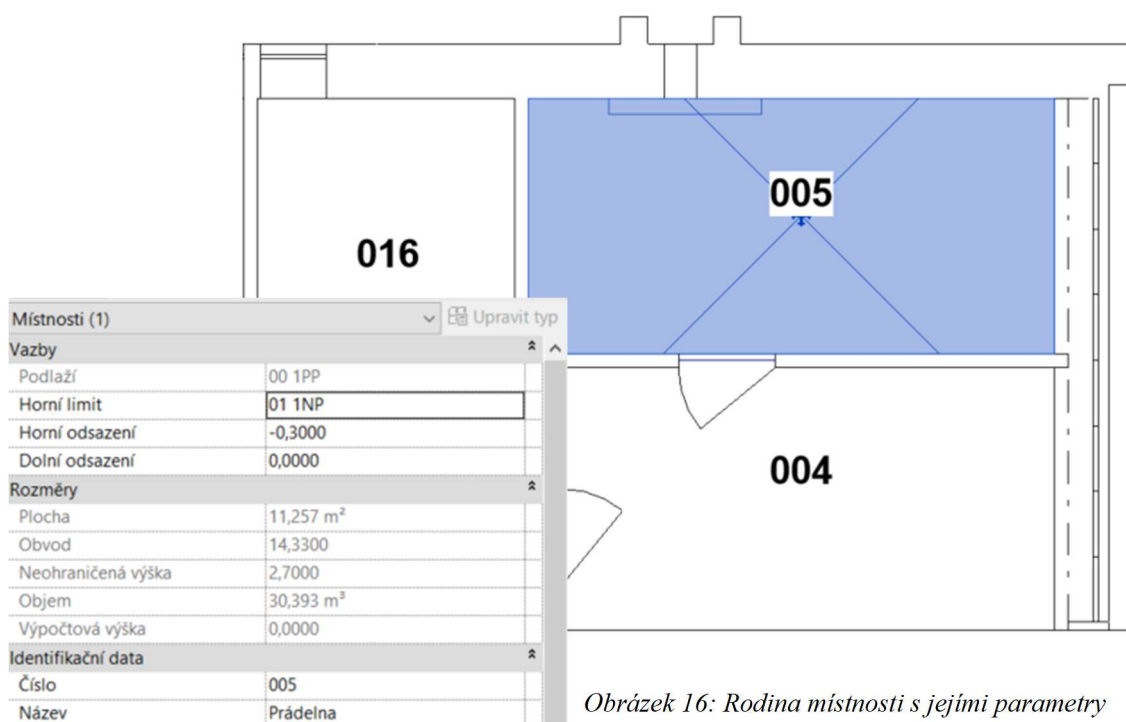 005
016
004
Místnosti (1) Upravit typ
Vazby
Podlaží 00 1PP
Horní limit 01 1NP
Horní odsazení -0,3000
Dolní odsazení 0,0000
Rozměry
Plocha 11,257 m²
Obvod 14,3300
Neohraničená výška 2,7000
Objem 30,393 m³
Výpočtová výška 0,0000
Identifikační data
Číslo 005
Název Prádelna
Obrázek 16: Rodina místnosti s jejími parametry